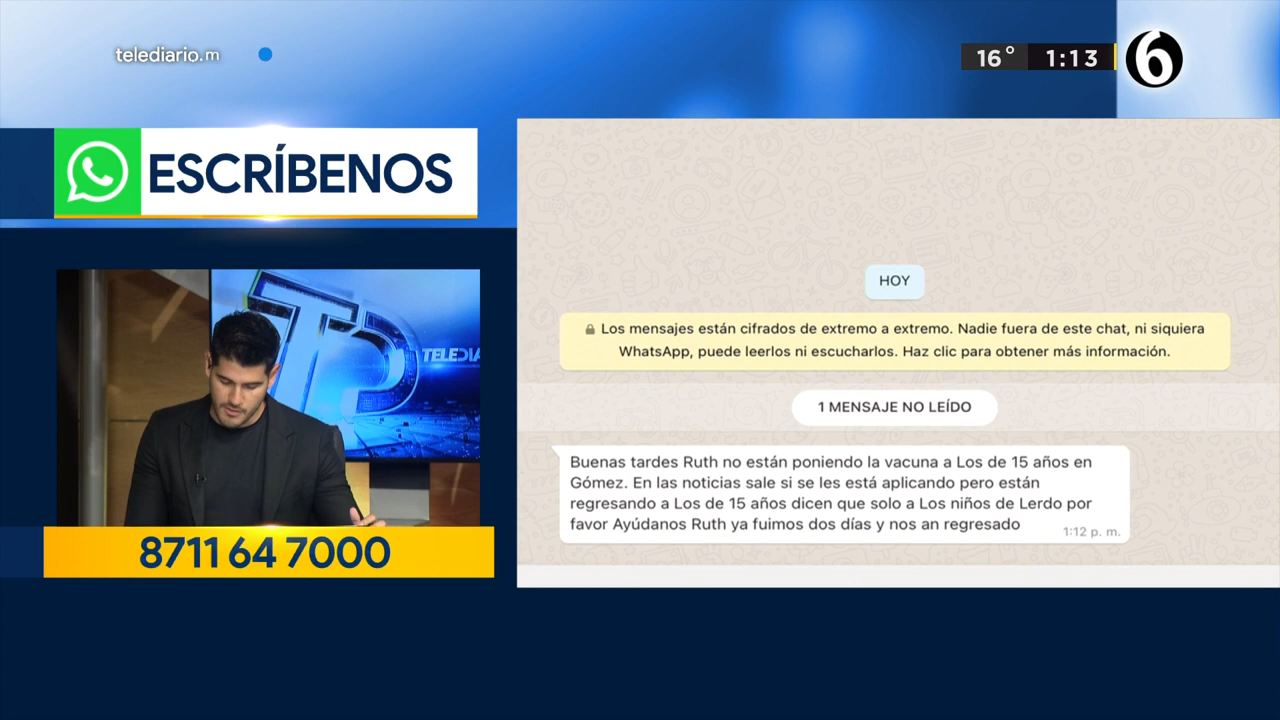 telediario.m
16° 1:13 6
ESCRÍBENOS
TELEDIA
8711 64 7000
HOY
Los mensajes están cifrados de extremo a extremo. Nadie fuera de este chat, ni siquiera
WhatsApp, puede leerlos ni escucharlos. Haz clic para obtener más información.
1 MENSAJE NO LEÍDO
Buenas tardes Ruth no están poniendo la vacuna a Los de 15 años en
Gómez. En las noticias sale si se les está aplicando pero están
regresando a Los de 15 años dicen que solo a Los niños de Lerdo por
favor Ayúdanos Ruth ya fuimos dos días y nos an regresado
1:12 p. m.